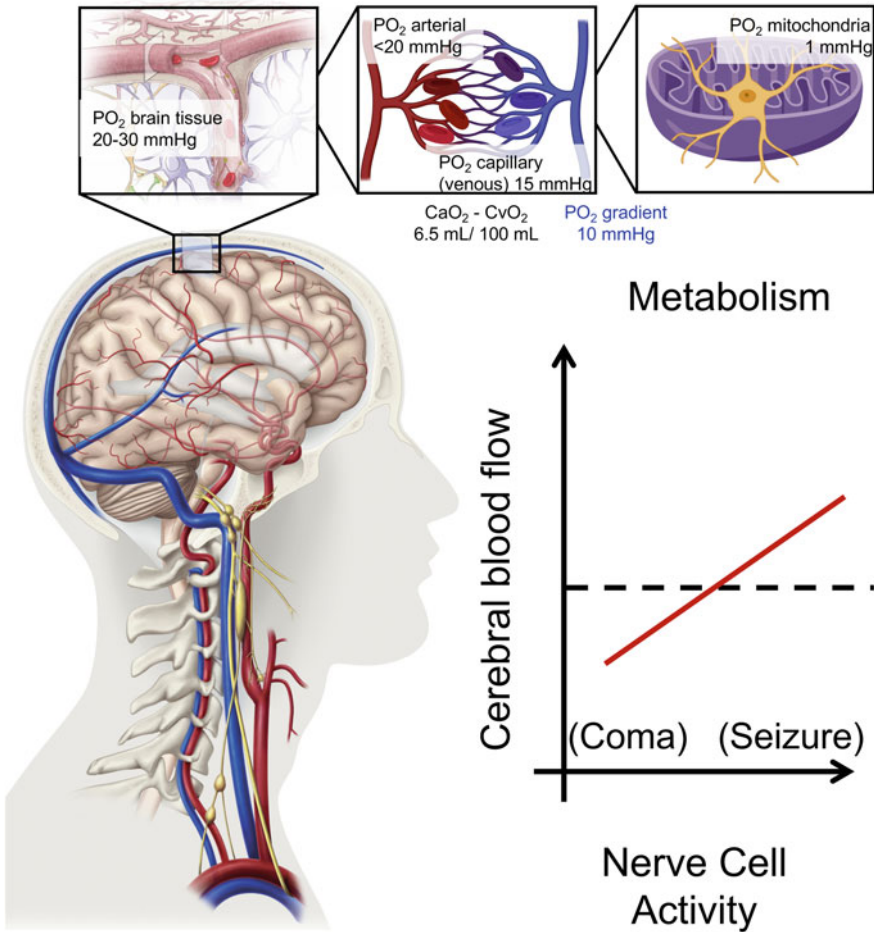 PO₂ brain tissue
20-30 mmHg
PO₂ arterial
<20 mmHg
PO₂ capillary
(venous) 15 mmHg
PO₂ mitochondria
1 mmHg
CaO₂ - CvO₂
6.5 mL/ 100 mL
PO₂ gradient
10 mmHg
Metabolism
Cerebral blood flow
(Coma)
(Seizure)
Nerve Cell
Activity